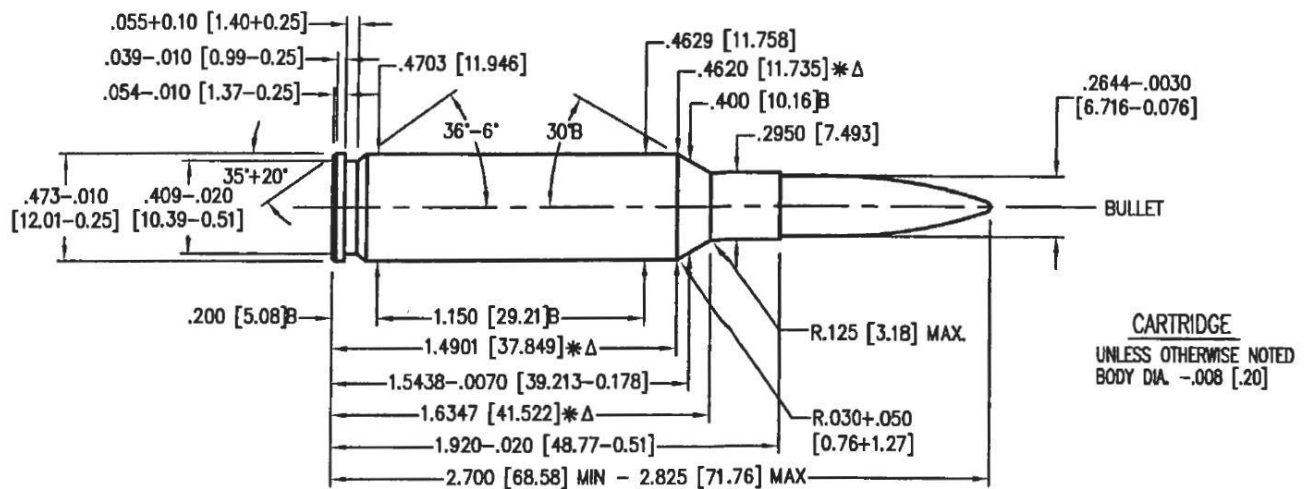 .055+0.10 [1.40+0.25]
.039-.010 [0.99-0.25]
.054-.010 [1.37-0.25]
.4703 [11.946]
.4629 [11.758]
.4620 [11.735]*Δ
.400 [10.16]B
.2950 [7.493]
.2644-.0030
[6.716-0.076]
36°-6°
30°B
35°+20°
.473-.010
[12.01-0.25]
.409-.020
[10.39-0.51]
BULLET
.200 [5.08]B
1.150 [29.21]B
R.125 [3.18] MAX.
1.4901 [37.849]*Δ
1.5438-.0070 [39.213-0.178]
1.6347 [41.522]*Δ
R.030+.050
[0.76+1.27]
1.920-.020 [48.77-0.51]
2.700 [68.58] MIN - 2.825 [71.76] MAX
CARTRIDGE
UNLESS OTHERWISE NOTED
BODY DIA. -.008 [.20]